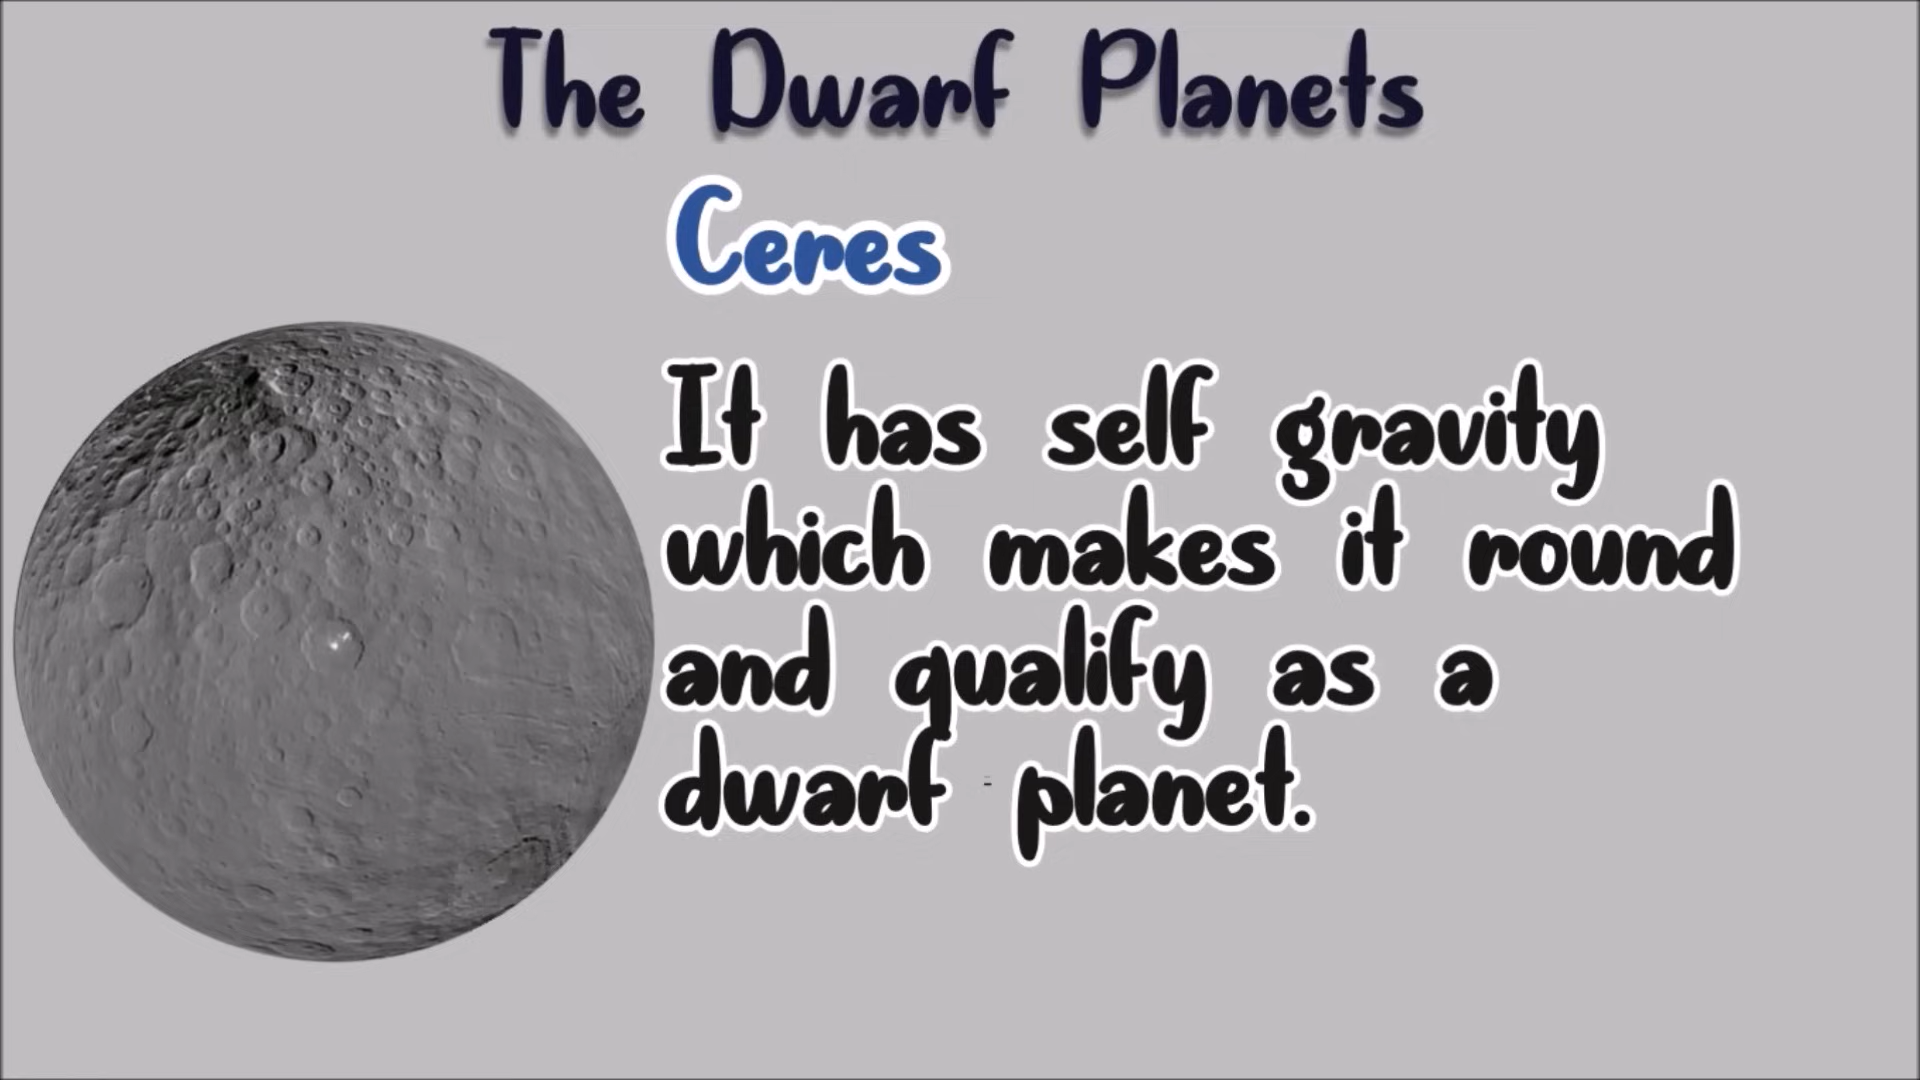 The Dwarf Planets
Ceres
It has self gravity
which makes it round
and qualify as a
dwarf planet.